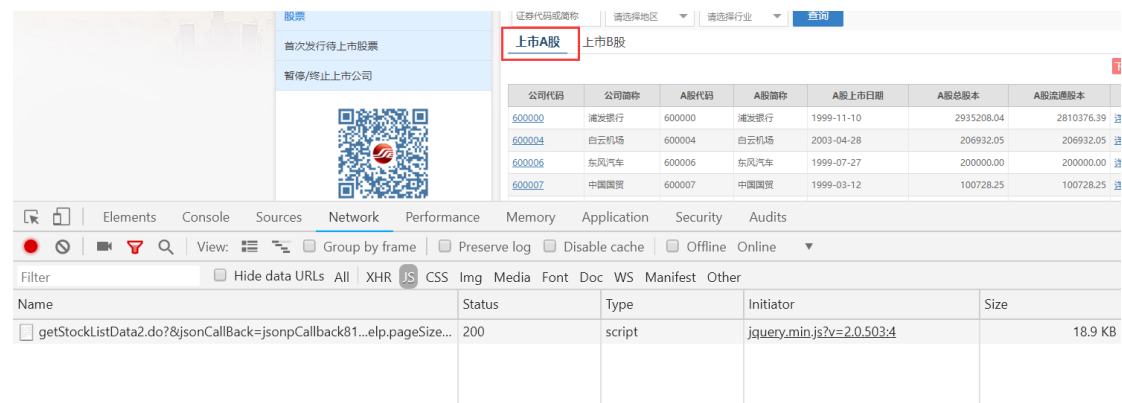 股票
证券代码或简称 请选择地区 请选择行业 查询
首次发行待上市股票
上市A股 上市B股
暂停/终止上市公司
公司代码 公司简称 A股代码 A股简称 A股上市日期 A股总股本 A股流通股本
600000 浦发银行 600000 浦发银行 1999-11-10 2935208.04 2810376.39
600004 白云机场 600004 白云机场 2003-04-28 206932.05 206932.05
600006 东风汽车 600006 东风汽车 1999-07-27 200000.00 200000.00
600007 中国国贸 600007 中国国贸 1999-03-12 100728.25 100728.25
Elements Console Sources Network Performance Memory Application Security Audits
View: Group by frame Preserve log Disable cache Offline Online
Filter Hide data URLs All XHR JS CSS Img Media Font Doc WS Manifest Other
Name Status Type Initiator Size
getStockListData2.do?&jsonCallBack=jsonpCallback81...elp.pageSize... 200 script jquery.min.js?v=2.0.503:4 18.9 KB